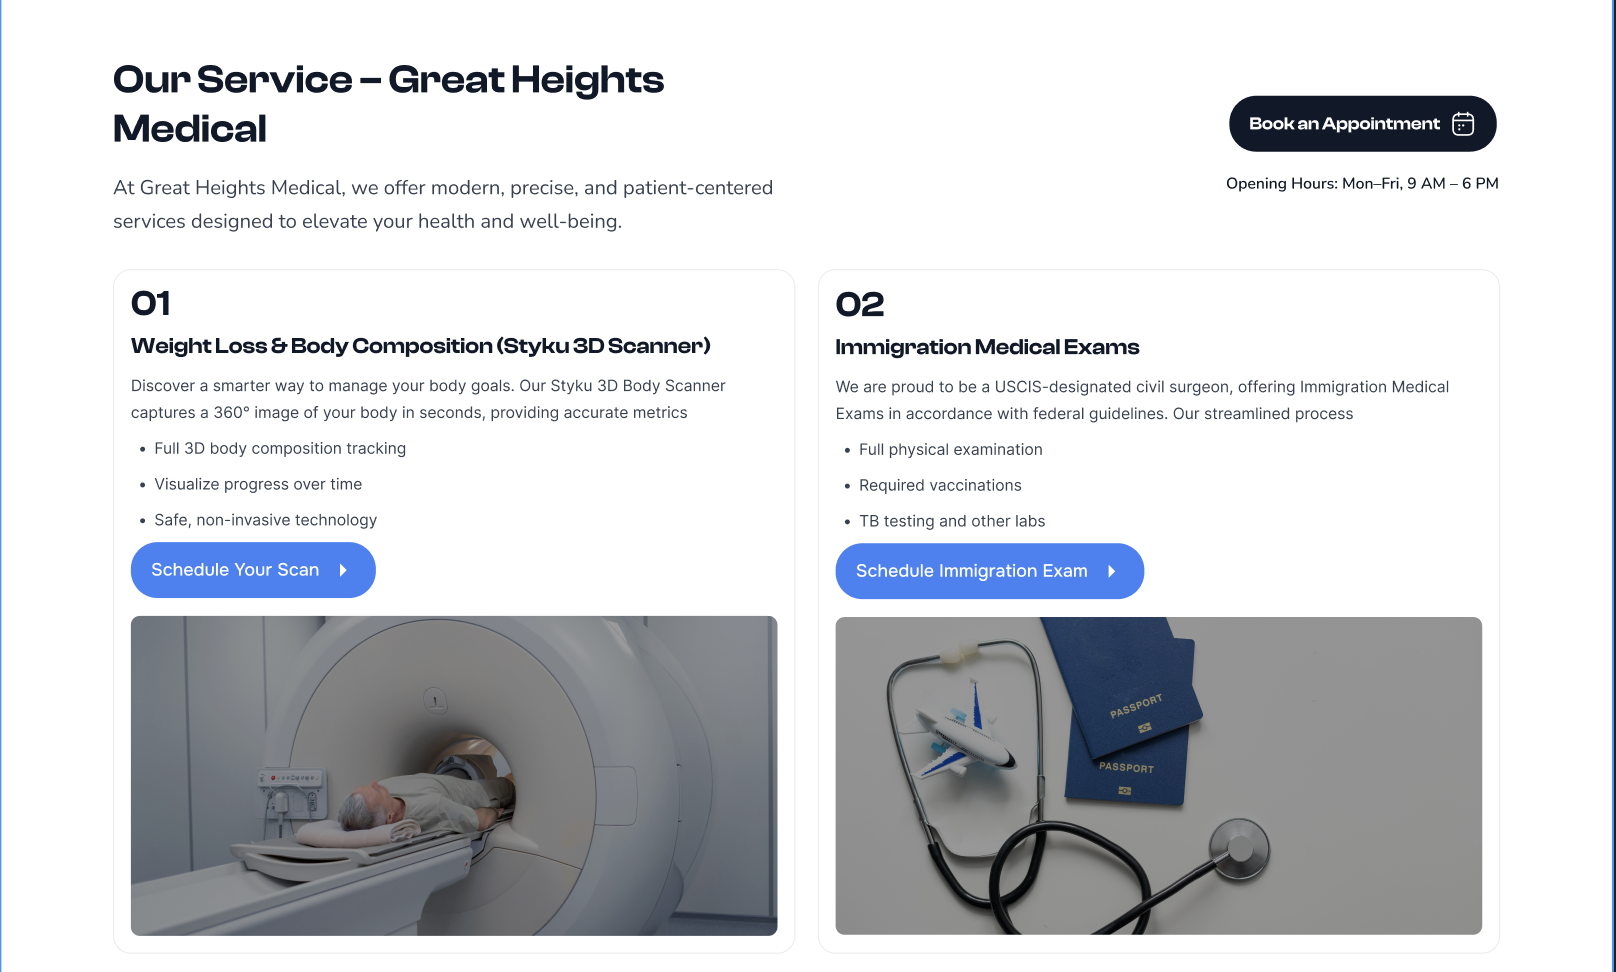 Our Service – Great Heights
Medical
At Great Heights Medical, we offer modern, precise, and patient-centered
services designed to elevate your health and well-being.
Book an Appointment
Opening Hours: Mon–Fri, 9 AM – 6 PM
01
Weight Loss & Body Composition (Styku 3D Scanner)
Discover a smarter way to manage your body goals. Our Styku 3D Body Scanner
captures a 360° image of your body in seconds, providing accurate metrics
• Full 3D body composition tracking
• Visualize progress over time
• Safe, non-invasive technology
Schedule Your Scan
02
Immigration Medical Exams
We are proud to be a USCIS-designated civil surgeon, offering Immigration Medical
Exams in accordance with federal guidelines. Our streamlined process
• Full physical examination
• Required vaccinations
• TB testing and other labs
Schedule Immigration Exam
PASSPORT
PASSPORT